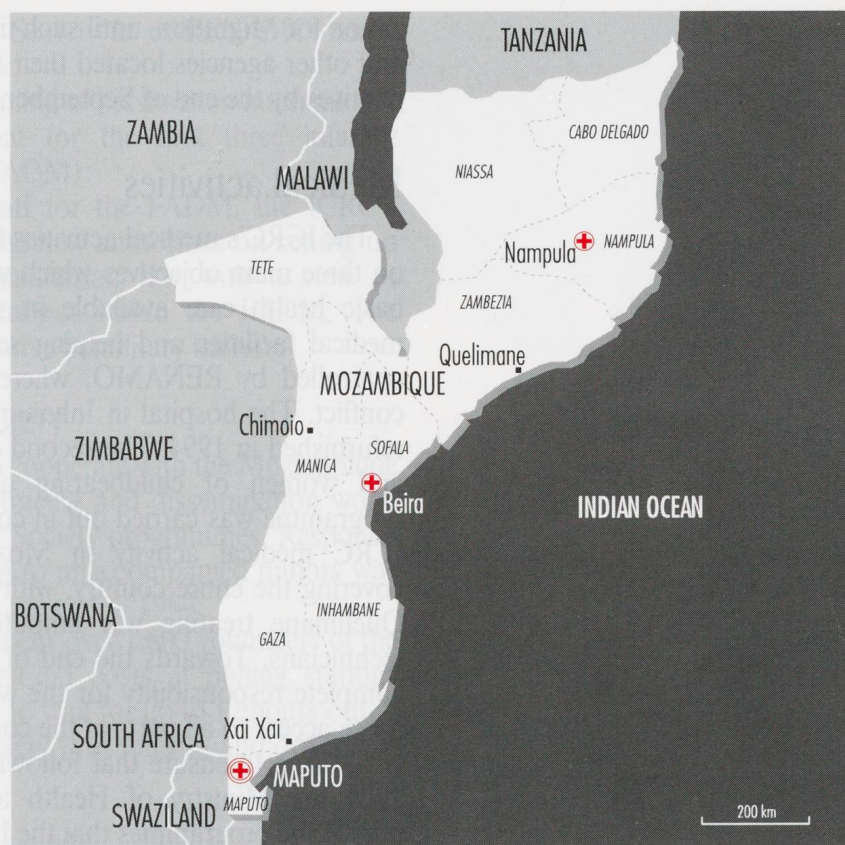 TANZANIA
ZAMBIA
CABO DELGADO
MALAWI
NIASSA
Nampula
NAMPULA
TETE
ZAMBEZIA
Quelimane
MOZAMBIQUE
Chimoio
ZIMBABWE
SOFALA
MANICA
Beira
INDIAN OCEAN
BOTSWANA
INHAMBANE
GAZA
SOUTH AFRICA
Xai Xai
MAPUTO
MAPUTO
SWAZILAND
200 km